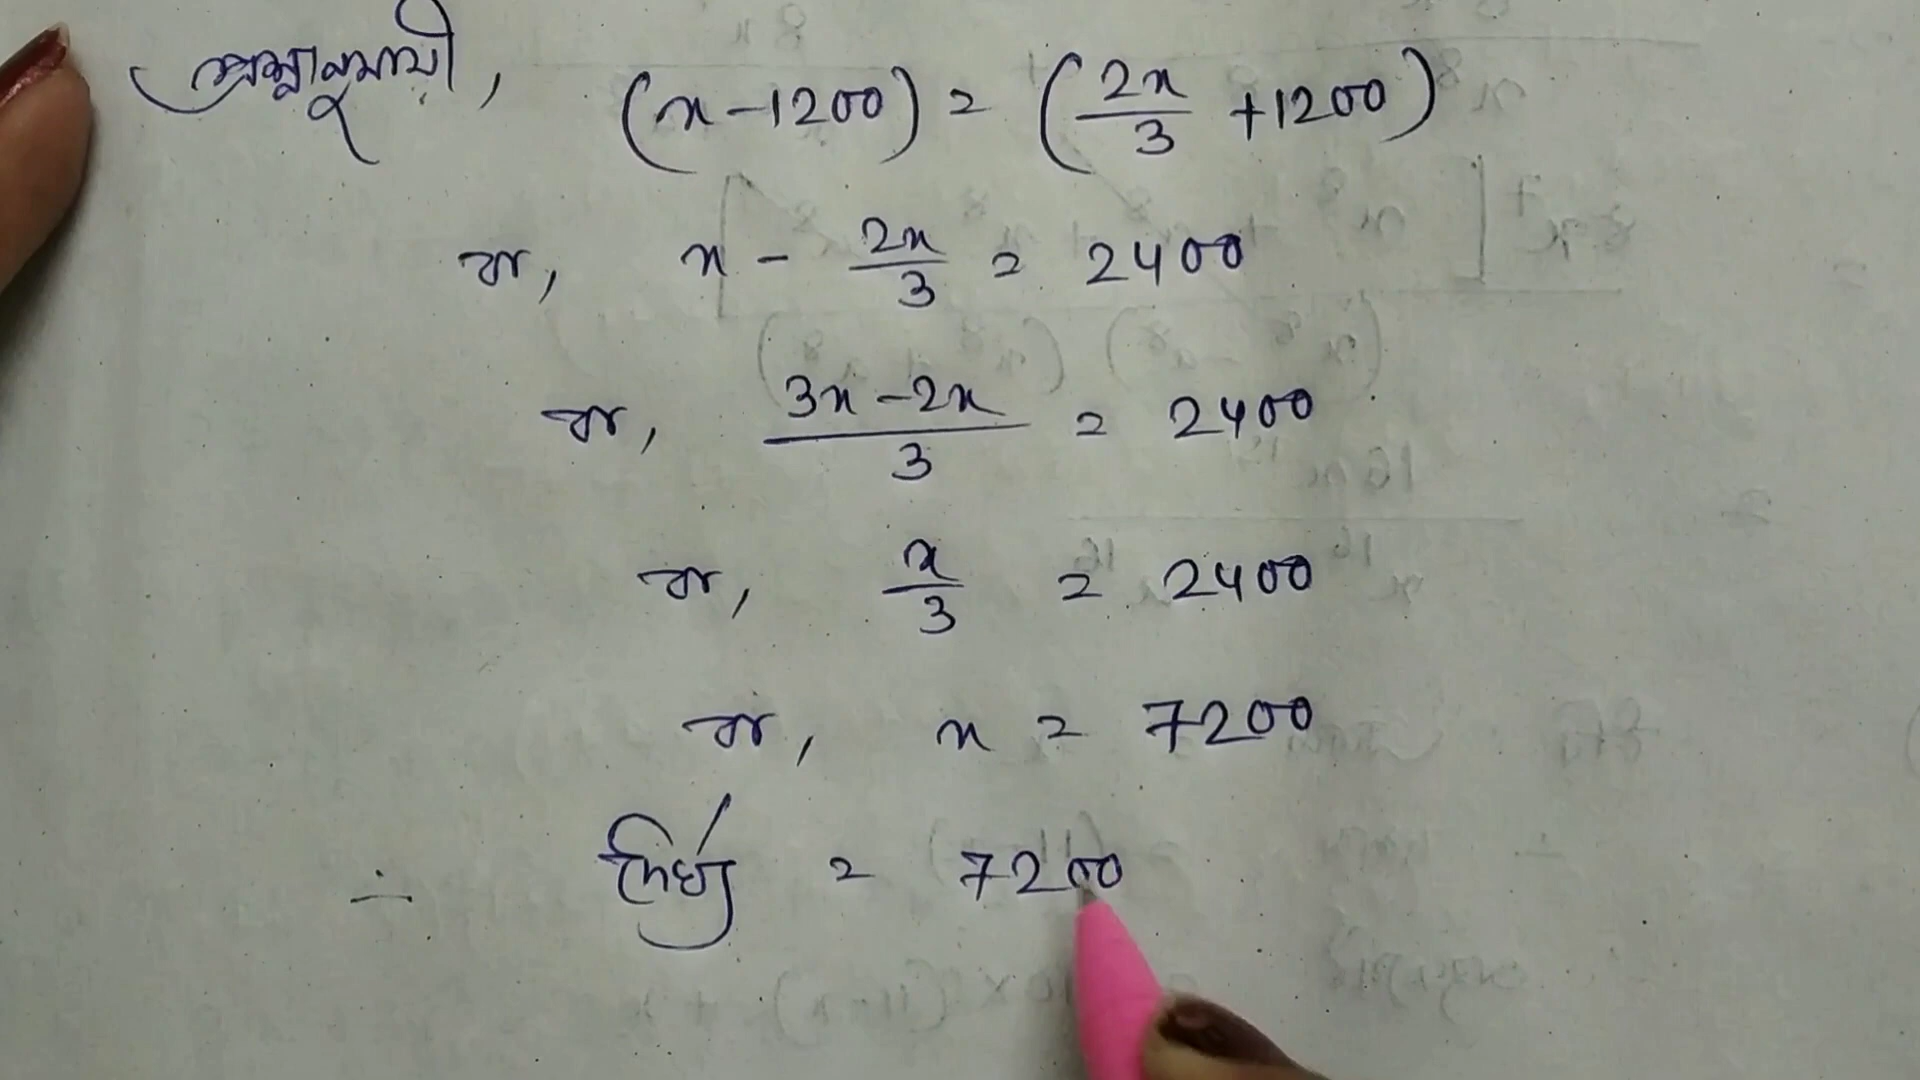 প্রশ্নানুযায়ী, (x-1200) = (2x/3 +1200)
বা, x - 2x/3 = 2400
বা, 3x-2x/3 = 2400
বা, x/3 = 2400
বা, x = 7200
∴ দৈর্ঘ্য = 7200